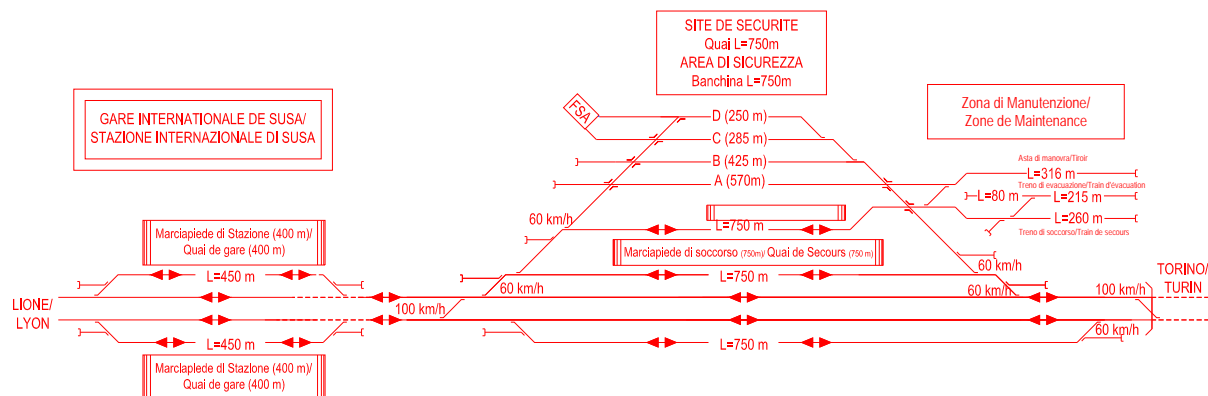 SITE DE SECURITE
Quai L=750m
AREA DI SICUREZZA
Banchina L=750m
GARE INTERNATIONALE DE SUSA/
STAZIONE INTERNAZIONALE DI SUSA
Zona di Manutenzione/
Zone de Maintenance
FSA
D (250 m)
C (285 m)
B (425 m)
A (570m)
Asta di manovra/Tiroir
L=316 m
Treno di evacuazione/Train d'évacuation
L=80 m
L=215 m
L=260 m
Treno di soccorso/Train de secours
60 km/h
L=750 m
Marciapiede di Stazione (400 m)/
Quai de gare (400 m)
Marciapiede di soccorso (750m)/ Quai de Secours (750 m)
L=450 m
L=750 m
60 km/h
60 km/h
60 km/h
100 km/h
TORINO/
TURIN
LIONE/
LYON
100 km/h
60 km/h
L=450 m
L=750 m
Marciapiede di Stazione (400 m)/
Quai de gare (400 m)